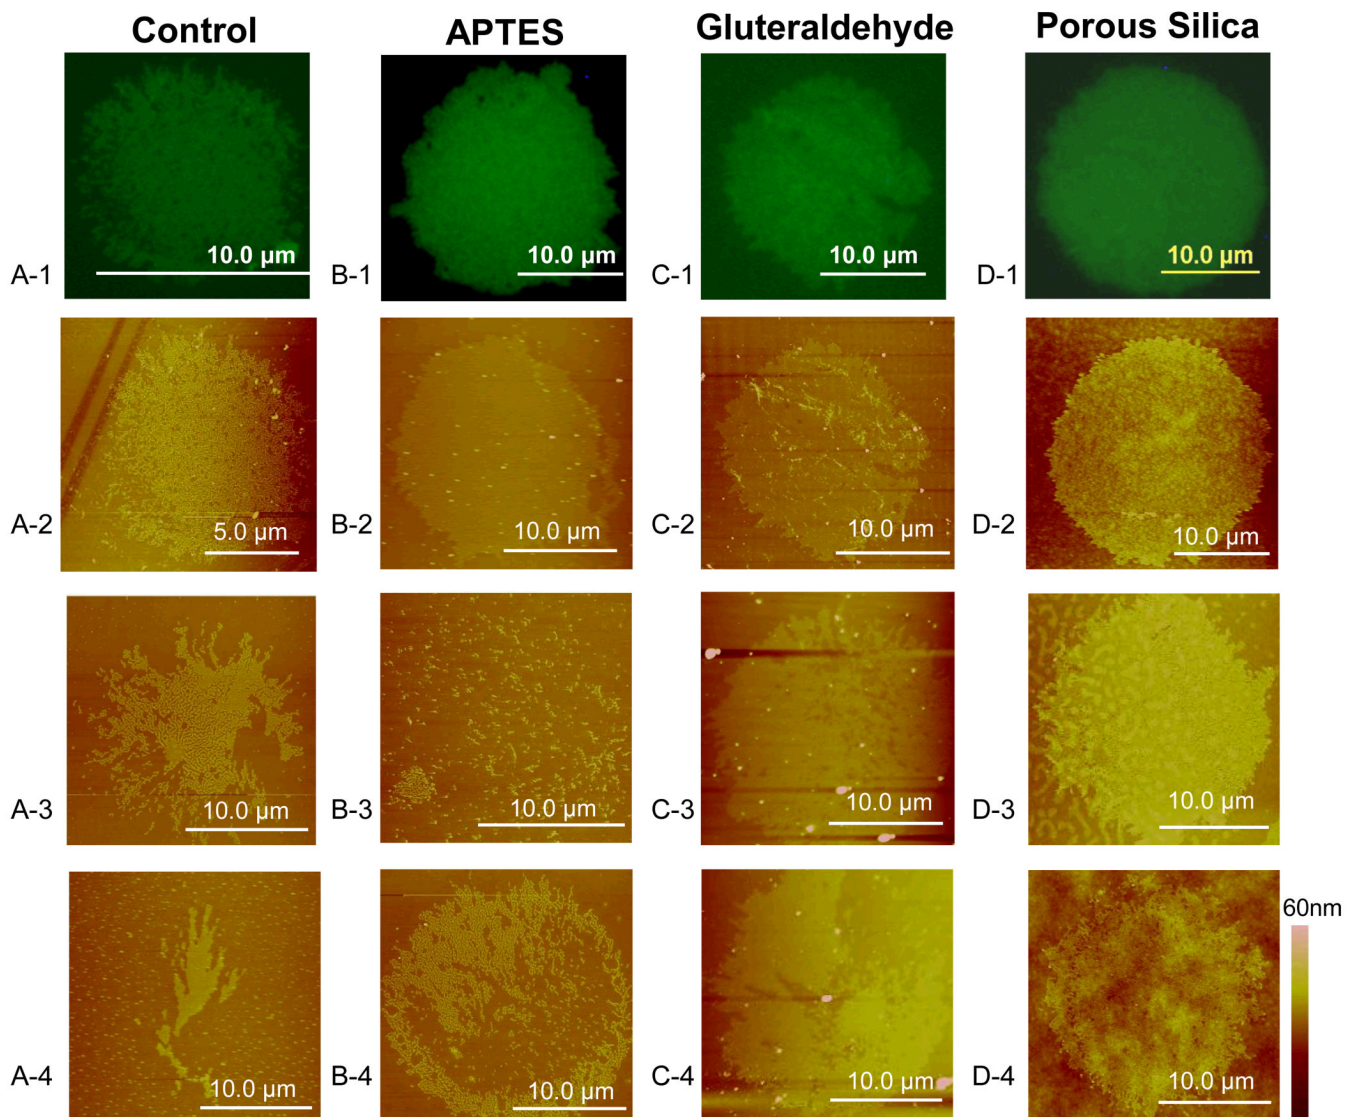 Control APTES Gluteraldehyde Porous Silica
A-1 10.0 µm B-1 10.0 µm C-1 10.0 µm D-1 10.0 µm
A-2 5.0 µm B-2 10.0 µm C-2 10.0 µm D-2 10.0 µm
A-3 10.0 µm B-3 10.0 µm C-3 10.0 µm D-3 10.0 µm
60nm
A-4 10.0 µm B-4 10.0 µm C-4 10.0 µm D-4 10.0 µm